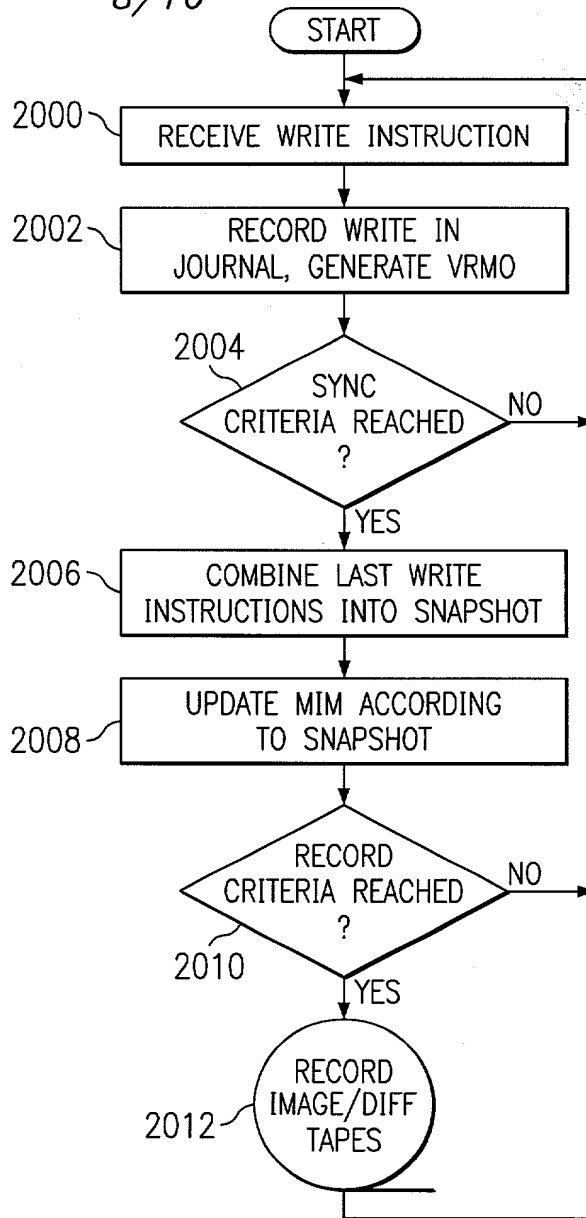 8/10
START
2000
RECEIVE WRITE INSTRUCTION
2002
RECORD WRITE IN
JOURNAL, GENERATE VRMO
2004
SYNC
CRITERIA REACHED
?
NO
YES
2006
COMBINE LAST WRITE
INSTRUCTIONS INTO SNAPSHOT
2008
UPDATE MIM ACCORDING
TO SNAPSHOT
RECORD
CRITERIA REACHED
?
NO
2010
YES
RECORD
IMAGE/DIFF
TAPES
2012